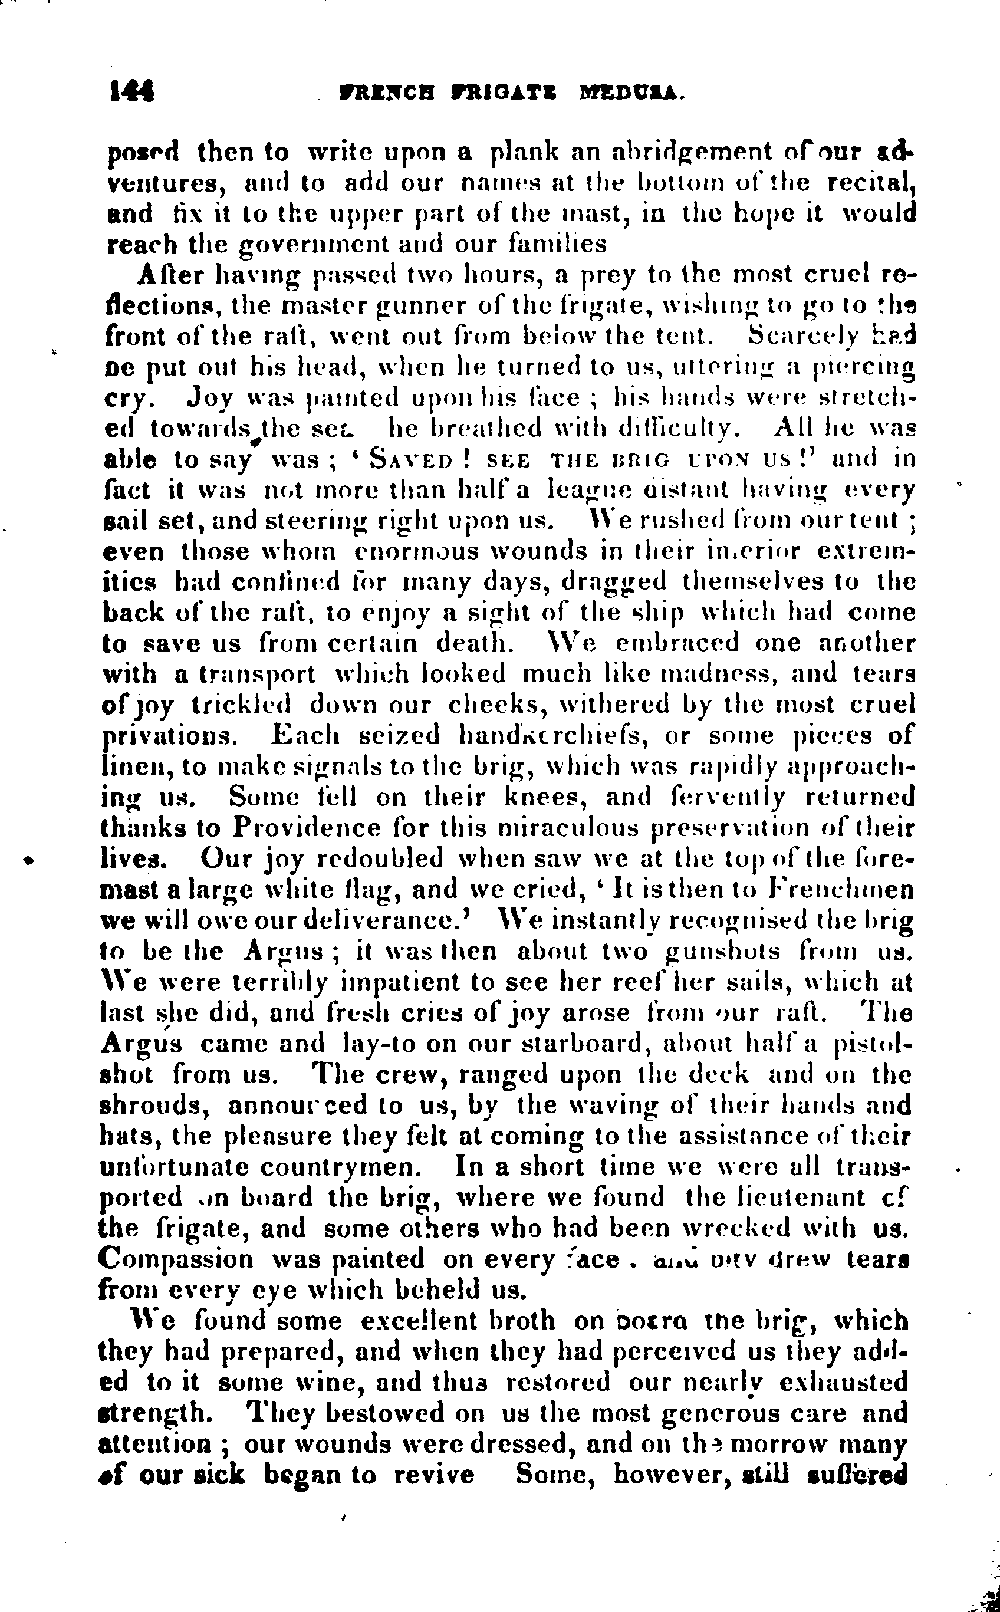 144 FRENCH FRIGATE MEDUSA.
posed then to write upon a plank an abridgement of our ad-
ventures, and to add our names at the bottom of the recital,
and fix it to the upper part of the mast, in the hope it would
reach the government and our families
After having passed two hours, a prey to the most cruel re-
flections, the master gunner of the frigate, wishing to go to the
front of the raft, went out from below the tent. Scarcely had
he put out his head, when he turned to us, uttering a piercing
cry. Joy was painted upon his face ; his hands were stretch-
ed towards the sea he breathed with difficulty. All he was
able to say was ; ‘ SAVED ! SEE THE BRIG UPON US !’ and in
fact it was not more than half a league distant having every
sail set, and steering right upon us. We rushed from our tent ;
even those whom enormous wounds in their inferior extrem-
ities had confined for many days, dragged themselves to the
back of the raft, to enjoy a sight of the ship which had come
to save us from certain death. We embraced one another
with a transport which looked much like madness, and tears
of joy trickled down our cheeks, withered by the most cruel
privations. Each seized handkerchiefs, or some pieces of
linen, to make signals to the brig, which was rapidly approach-
ing us. Some fell on their knees, and fervently returned
thanks to Providence for this miraculous preservation of their
lives. Our joy redoubled when saw we at the top of the fore-
mast a large white flag, and we cried, ‘ It is then to Frenchmen
we will owe our deliverance.’ We instantly recognised the brig
to be the Argus ; it was then about two gunshots from us.
We were terribly impatient to see her reef her sails, which at
last she did, and fresh cries of joy arose from our raft. The
Argus came and lay-to on our starboard, about half a pistol-
shot from us. The crew, ranged upon the deck and on the
shrouds, announced to us, by the waving of their hands and
hats, the pleasure they felt at coming to the assistance of their
unfortunate countrymen. In a short time we were all trans-
ported on board the brig, where we found the lieutenant of
the frigate, and some others who had been wrecked with us.
Compassion was painted on every face . and pity drew tears
from every eye which beheld us.
We found some excellent broth on board the brig, which
they had prepared, and when they had perceived us they add-
ed to it some wine, and thus restored our nearly exhausted
strength. They bestowed on us the most generous care and
attention ; our wounds were dressed, and on the morrow many
of our sick began to revive Some, however, still suffered